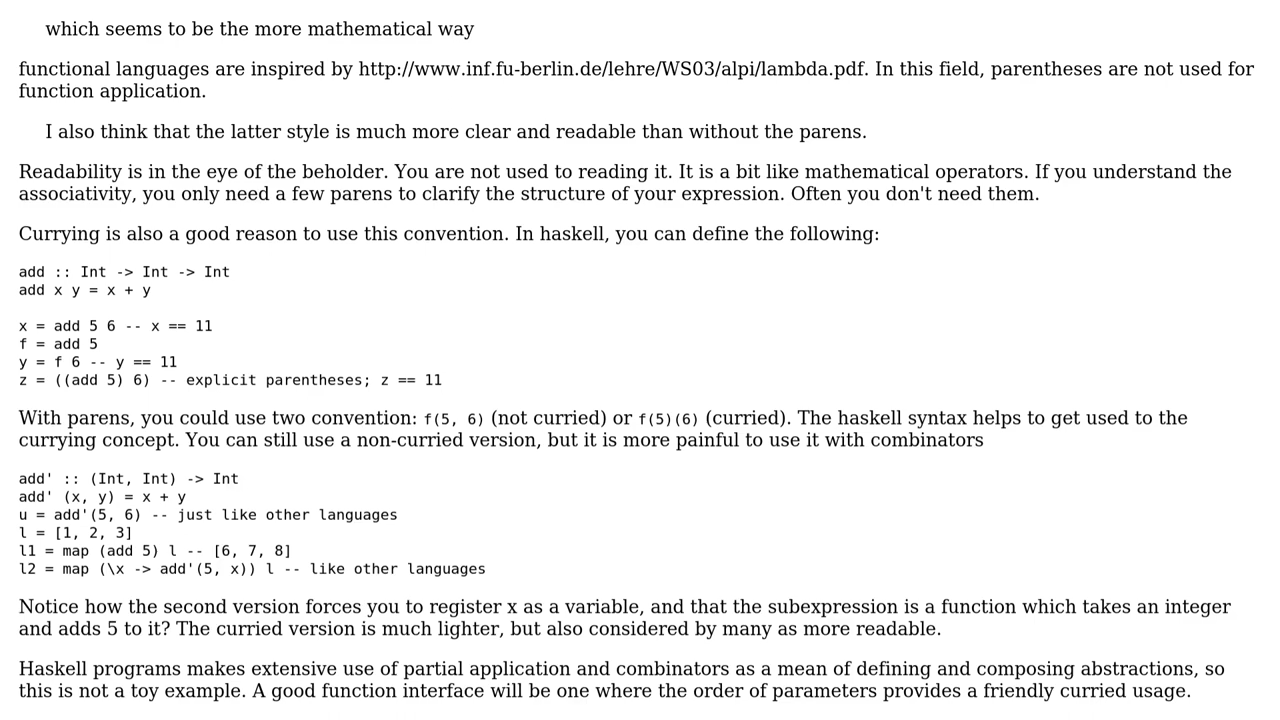 which seems to be the more mathematical way
functional languages are inspired by http://www.inf.fu-berlin.de/lehre/WS03/alpi/lambda.pdf. In this field, parentheses are not used for
function application.
I also think that the latter style is much more clear and readable than without the parens.
Readability is in the eye of the beholder. You are not used to reading it. It is a bit like mathematical operators. If you understand the
associativity, you only need a few parens to clarify the structure of your expression. Often you don't need them.
Currying is also a good reason to use this convention. In haskell, you can define the following:
add :: Int -> Int -> Int
add x y = x + y
x = add 5 6 -- x == 11
f = add 5
y = f 6 -- y == 11
z = ((add 5) 6) -- explicit parentheses; z == 11
With parens, you could use two convention: f(5, 6) (not curried) or f(5)(6) (curried). The haskell syntax helps to get used to the
currying concept. You can still use a non-curried version, but it is more painful to use it with combinators
add' :: (Int, Int) -> Int
add' (x, y) = x + y
u = add'(5, 6) -- just like other languages
l = [1, 2, 3]
l1 = map (add 5) l -- [6, 7, 8]
l2 = map (\x -> add'(5, x)) l -- like other languages
Notice how the second version forces you to register x as a variable, and that the subexpression is a function which takes an integer
and adds 5 to it? The curried version is much lighter, but also considered by many as more readable.
Haskell programs makes extensive use of partial application and combinators as a mean of defining and composing abstractions, so
this is not a toy example. A good function interface will be one where the order of parameters provides a friendly curried usage.